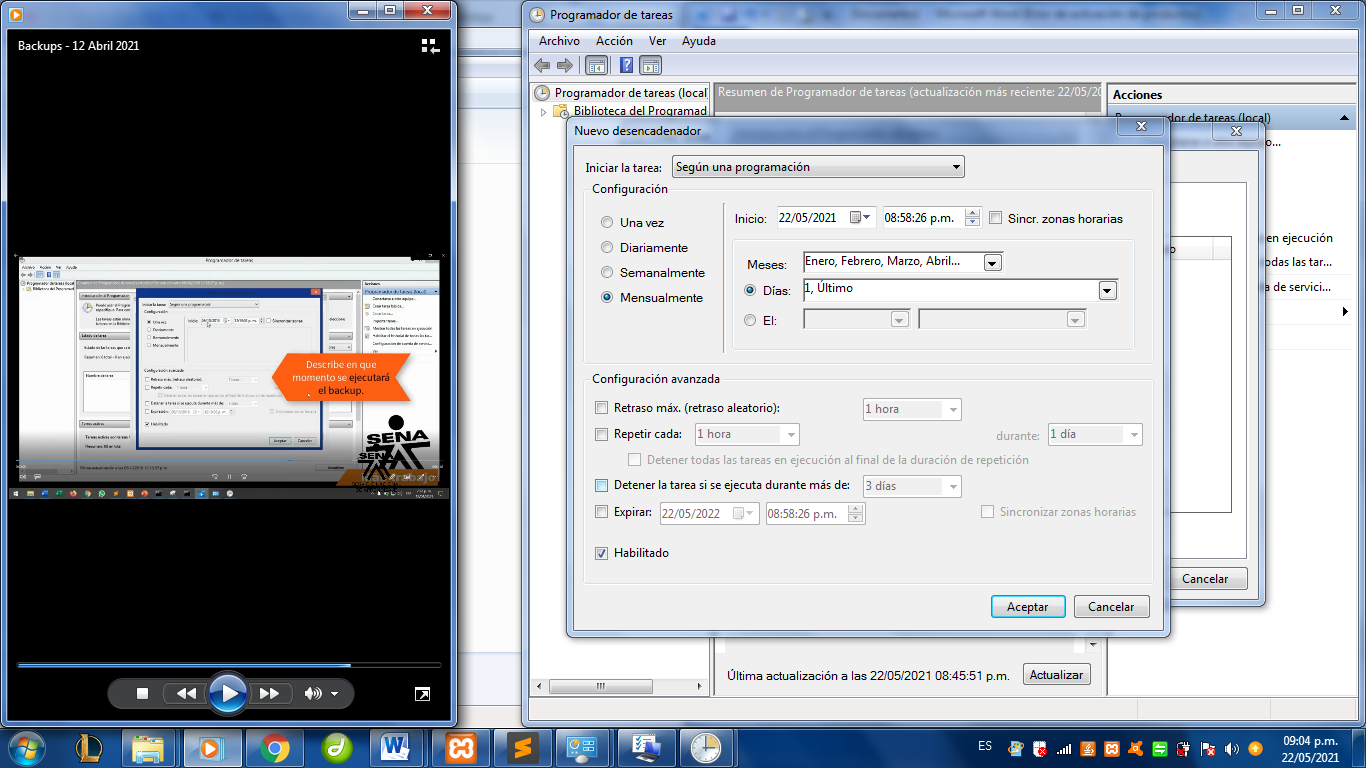 Backups - 12 Abril 2021
Programador de tareas
Describe en que
momento se ejecutará
el backup.
SENA
Programador de tareas
Archivo Acción Ver Ayuda
Programador de tareas (local
Biblioteca del Programad
Resumen de Programador de tareas (actualización más reciente: 22/05/20
Acciones
de tareas (local)
en ejecución
odas las tar...
a de servici...
Cancelar
Nuevo desencadenador
Iniciar la tarea: Según una programación
Configuración
Una vez
Diariamente
Semanalmente
Mensualmente
Inicio: 22/05/2021 08:58:26 p.m. Sincr. zonas horarias
Meses: Enero, Febrero, Marzo, Abril...
Días: 1, Último
El:
Configuración avanzada
Retraso máx. (retraso aleatorio): 1 hora
Repetir cada: 1 hora durante: 1 día
Detener todas las tareas en ejecución al final de la duración de repetición
Detener la tarea si se ejecuta durante más de: 3 días
Expirar: 22/05/2022 08:58:26 p.m. Sincronizar zonas horarias
Habilitado
Aceptar Cancelar
Última actualización a las 22/05/2021 08:45:51 p.m. Actualizar
ES
09:04 p.m.
22/05/2021